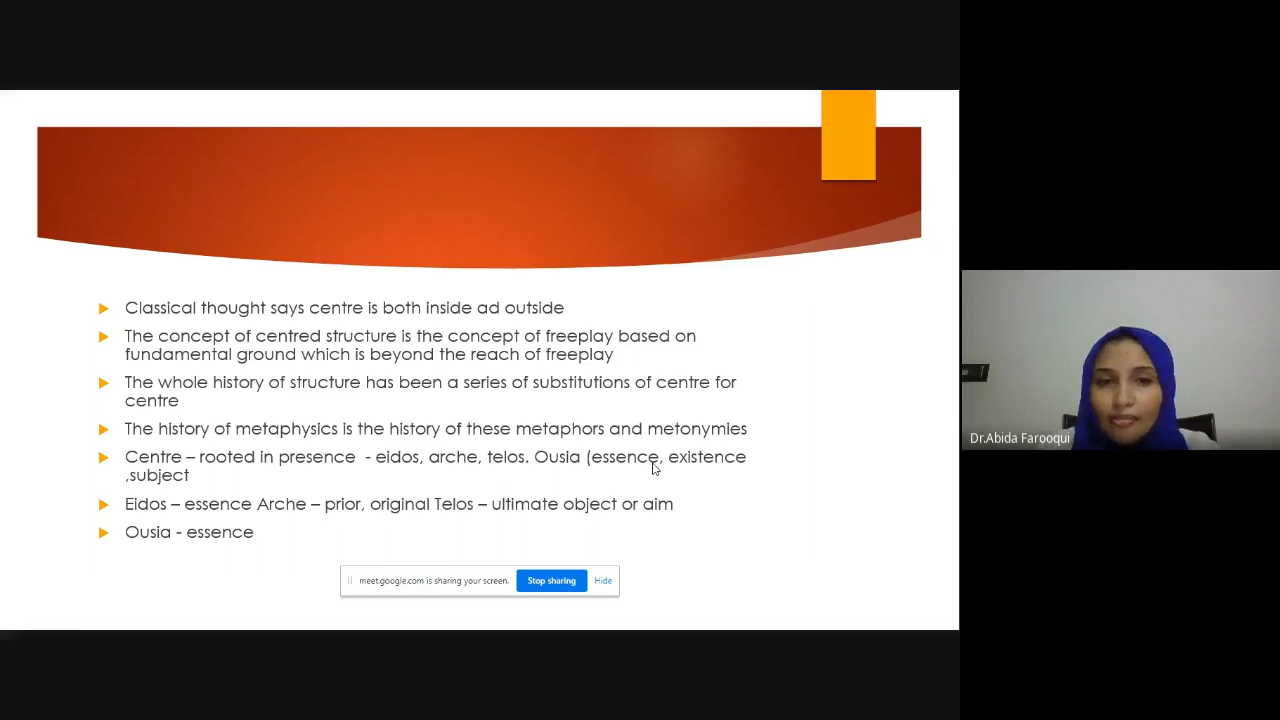 Classical thought says centre is both inside ad outside
The concept of centred structure is the concept of freeplay based on
fundamental ground which is beyond the reach of freeplay
The whole history of structure has been a series of substitutions of centre for
centre
The history of metaphysics is the history of these metaphors and metonymies
Centre – rooted in presence - eidos, arche, telos. Ousia (essence, existence
,subject
Eidos – essence Arche – prior, original Telos – ultimate object or aim
Ousia - essence
meet.google.com is sharing your screen.
Stop sharing
Hide
Dr.Abida Farooqui